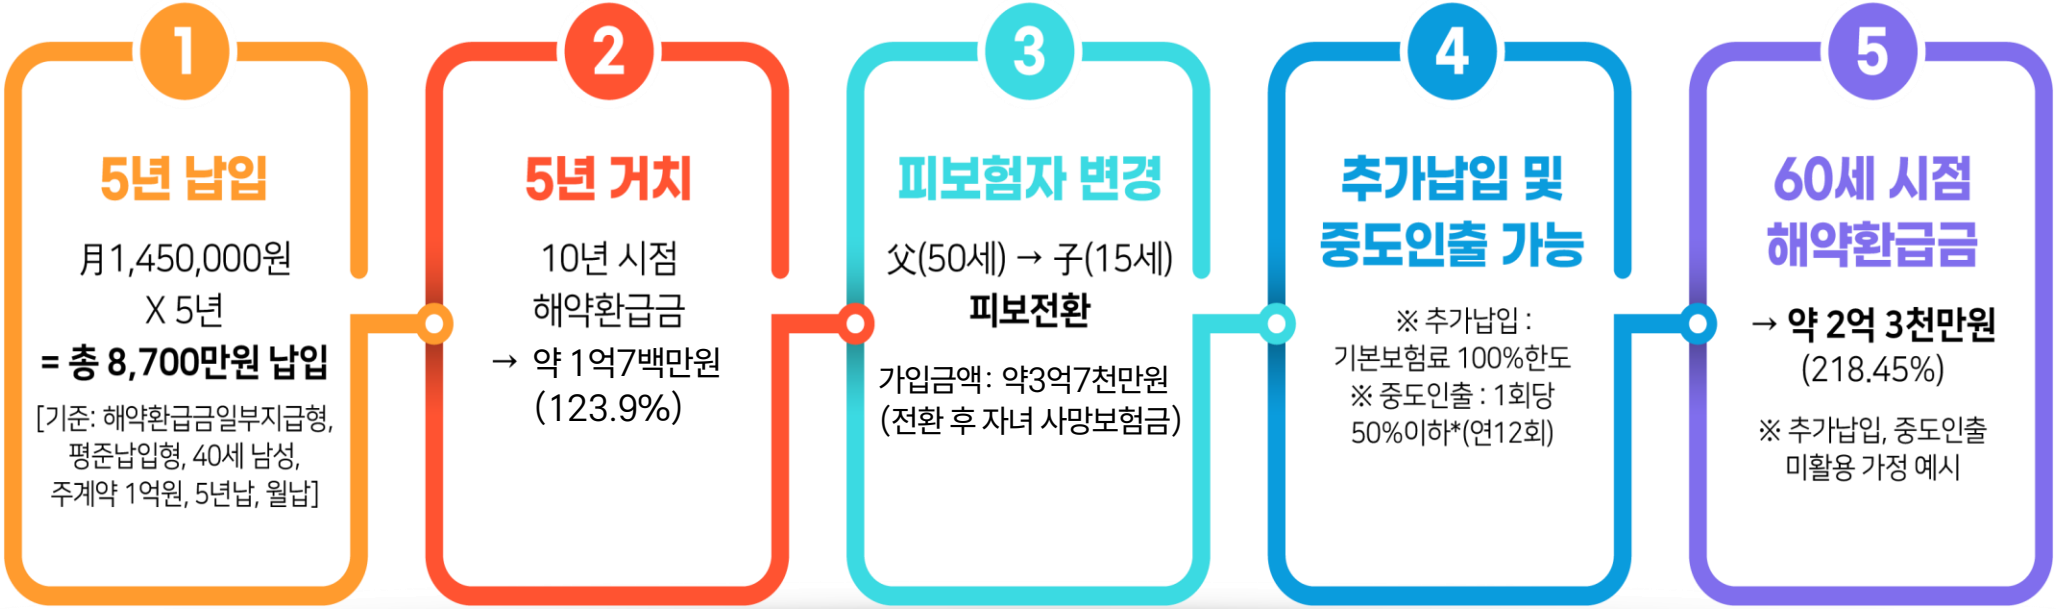 1
5년 납입
月1,450,000원
X 5년
= 총 8,700만원 납입
[기준: 해약환급금일부지급형,
평준납입형, 40세 남성,
주계약 1억원, 5년납, 월납]
2
5년 거치
10년 시점
해약환급금
→ 약 1억7백만원
(123.9%)
3
피보험자 변경
父(50세) → 子(15세)
피보전환
가입금액: 약3억7천만원
(전환 후 자녀 사망보험금)
4
추가납입 및
중도인출 가능
※ 추가납입 :
기본보험료 100%한도
※ 중도인출 : 1회당
50%이하*(연12회)
5
60세 시점
해약환급금
→ 약 2억 3천만원
(218.45%)
※ 추가납입, 중도인출
미활용 가정 예시